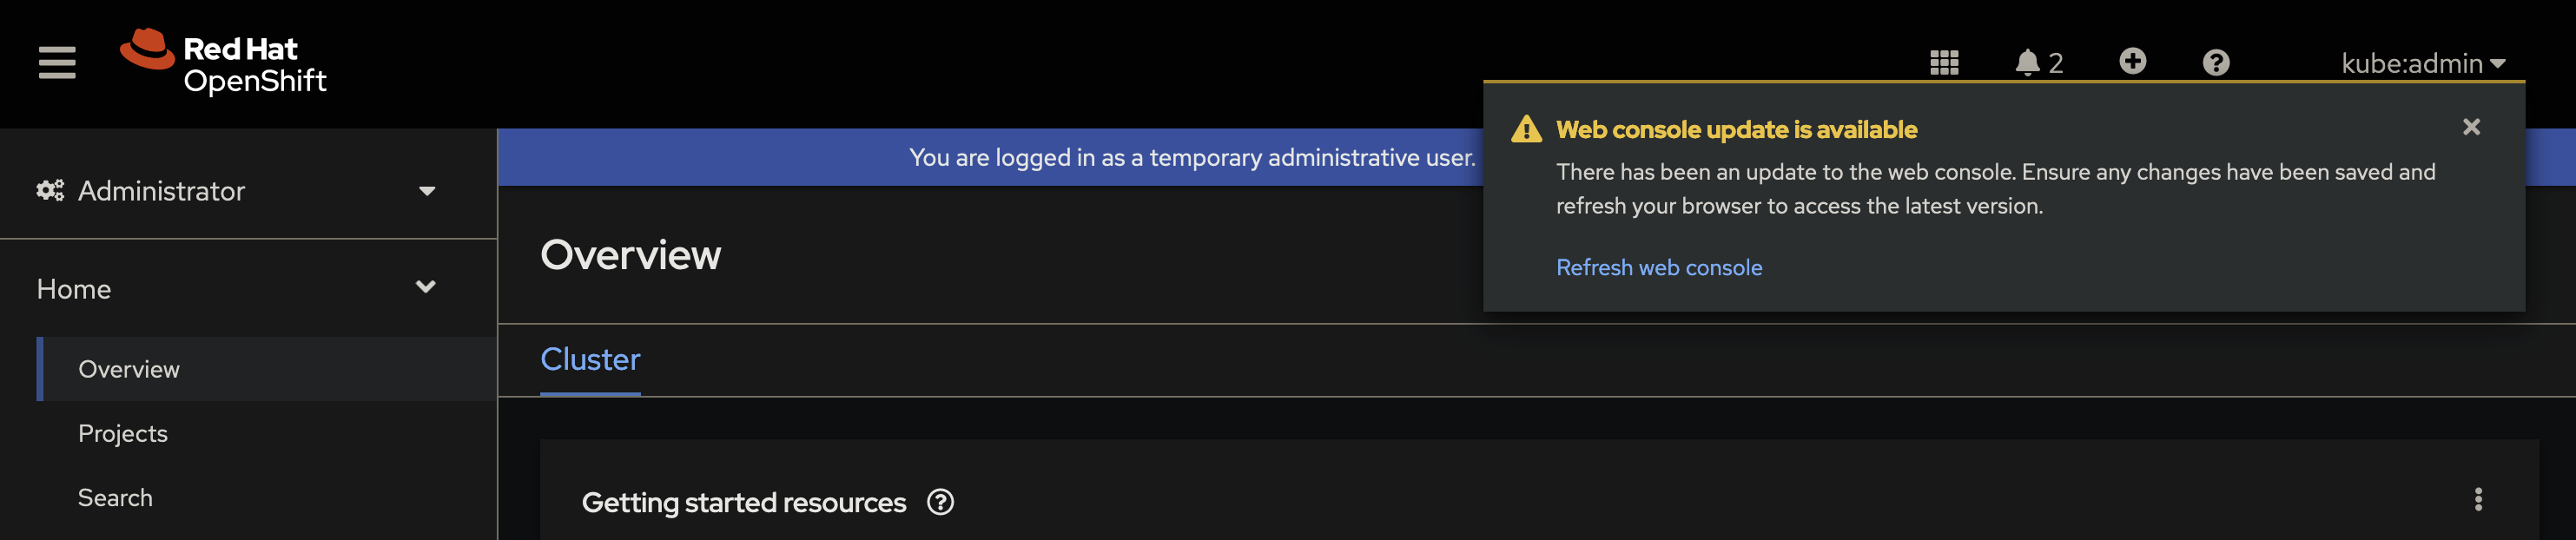 Red Hat
OpenShift
2
kube:admin
Administrator
Home
Overview
Projects
Search
You are logged in as a temporary administrative user.
Web console update is available
There has been an update to the web console. Ensure any changes have been saved and
refresh your browser to access the latest version.
Refresh web console
Overview
Cluster
Getting started resources